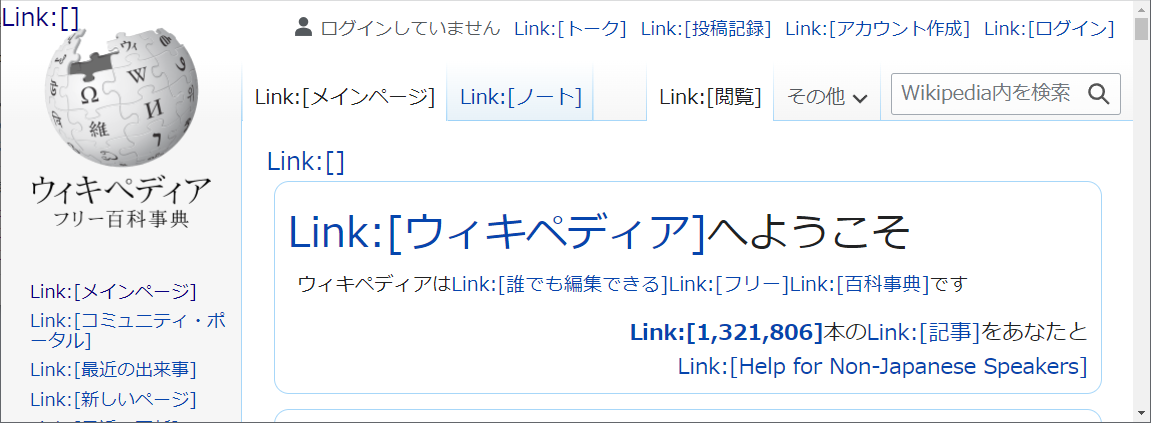 Link:[]
ログインしていません Link:[トーク] Link:[投稿記録] Link:[アカウント作成] Link:[ログイン]
Link:[メインページ] Link:[ノート] Link:[閲覧] その他 Wikipedia内を検索
Ω W И 維
ウィキペディア
フリー百科事典
Link:[メインページ]
Link:[コミュニティ・ポ
ータル]
Link:[最近の出来事]
Link:[新しいページ]
Link:[]
Link:[ウィキペディア]へようこそ
ウィキペディアはLink:[誰でも編集できる]Link:[フリー]Link:[百科事典]です
Link:[1,321,806]本のLink:[記事]をあなたと
Link:[Help for Non-Japanese Speakers]